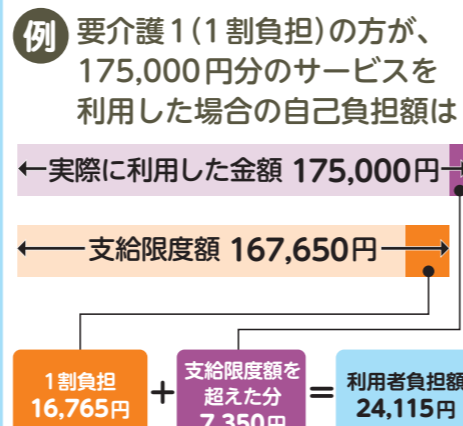 例 要介護1(1割負担)の方が、
175,000円分のサービスを
利用した場合の自己負担額は
実際に利用した金額 175,000円
支給限度額 167,650円
1割負担
16,765円
+
支給限度額を
超えた分
7,350円
=
利用者負担額
24,115円